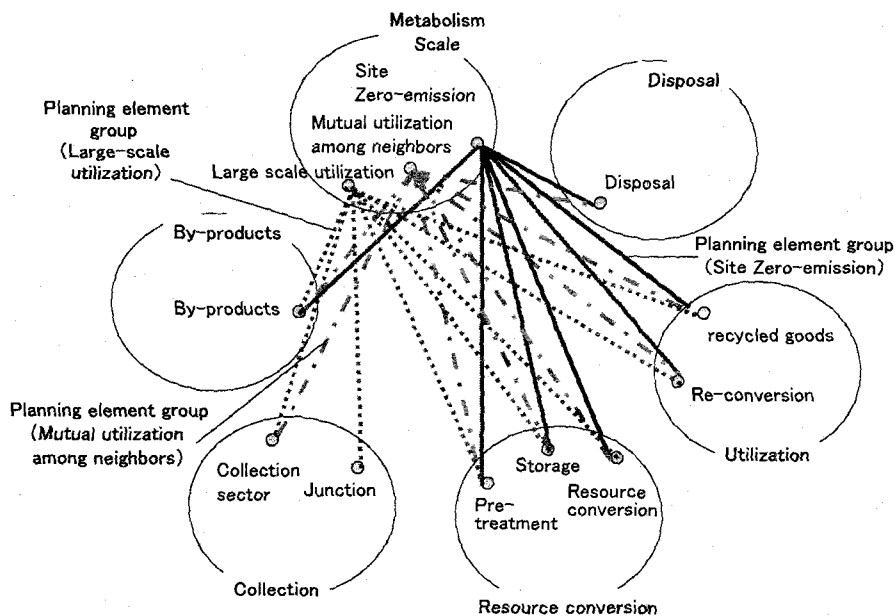 Metabolism
Scale
Site
Zero-emission
Mutual utilization
among neighbors
Large scale utilization
Disposal
Disposal
Planning element
group
(Large-scale
utilization)
By-products
By-products
Planning element group
(Site Zero-emission)
recycled goods
Re-conversion
Utilization
Planning element group
(Mutual utilization
among neighbors)
Collection
sector
Junction
Collection
Storage
Pre-
treatment
Resource
conversion
Resource conversion